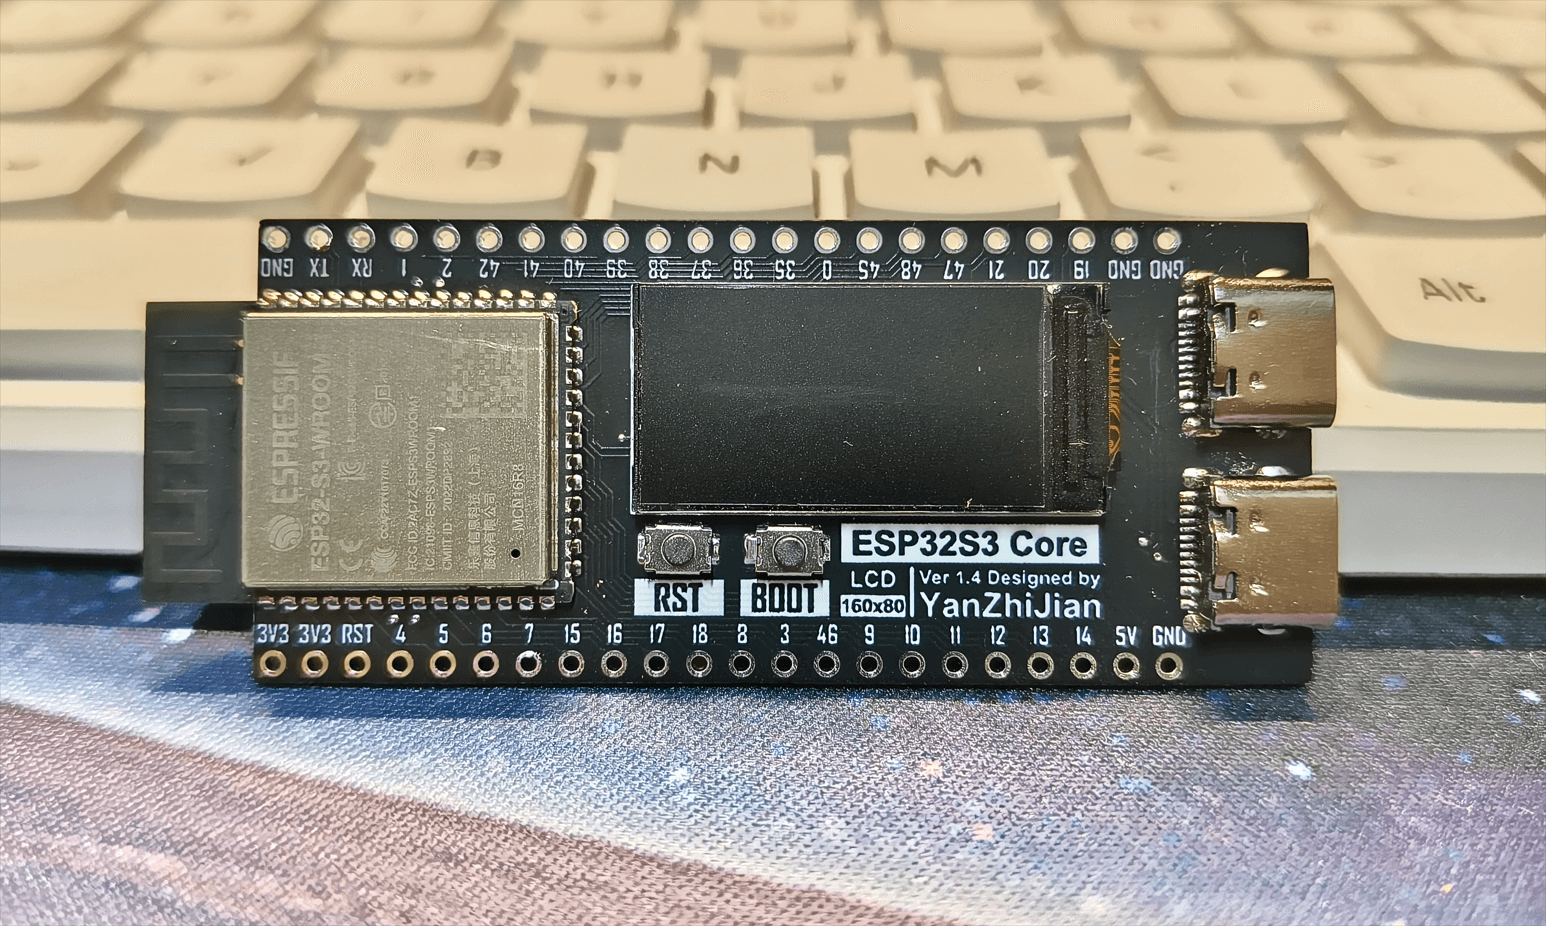 B N M
Alt
GND TX RX 1 2 42 41 40 39 38 37 36 35 0 45 48 47 21 20 19 GND GND
ESPRESSIF
ESP32-S3-WROOM
MCN16R8
RST
BOOT
ESP32S3 Core
LCD
160x80
Ver 1.4 Designed by
YanZhiJian
3V3 3V3 RST 4 5 6 7 15 16 17 18 8 3 46 9 10 11 12 13 14 5V GND